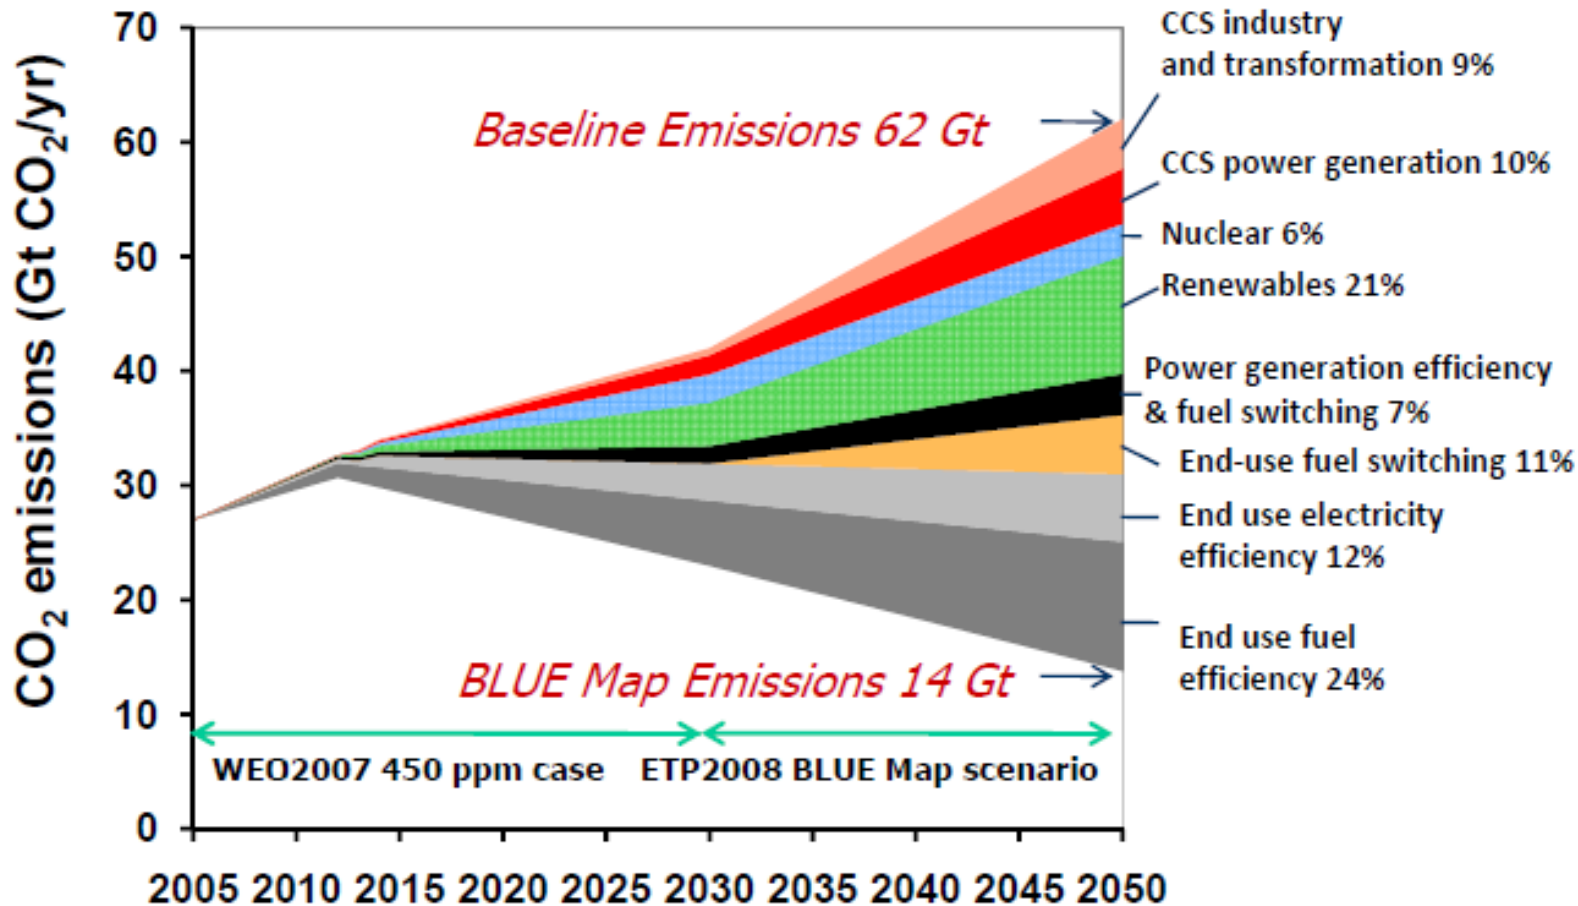 CO2 emissions (Gt CO2/yr)
70
60
50
40
30
20
10
0
2005 2010 2015 2020 2025 2030 2035 2040 2045 2050
Baseline Emissions 62 Gt
BLUE Map Emissions 14 Gt
WEO2007 450 ppm case
ETP2008 BLUE Map scenario
CCS industry
and transformation 9%
CCS power generation 10%
Nuclear 6%
Renewables 21%
Power generation efficiency
& fuel switching 7%
End-use fuel switching 11%
End use electricity
efficiency 12%
End use fuel
efficiency 24%